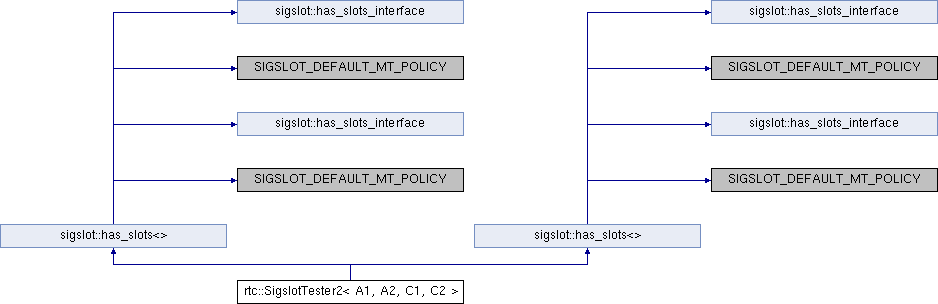 sigslot::has_slots_interface sigslot::has_slots_interface
SIGSLOT_DEFAULT_MT_POLICY SIGSLOT_DEFAULT_MT_POLICY
sigslot::has_slots_interface sigslot::has_slots_interface
SIGSLOT_DEFAULT_MT_POLICY SIGSLOT_DEFAULT_MT_POLICY
sigslot::has_slots<> sigslot::has_slots<>
rtc::SigslotTester2< A1, A2, C1, C2 >